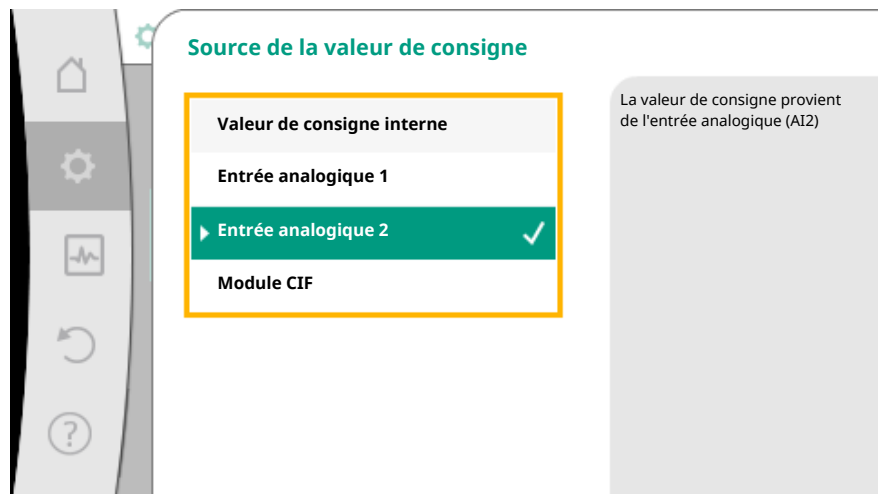 Source de la valeur de consigne
Valeur de consigne interne
Entrée analogique 1
Entrée analogique 2
Module CIF
La valeur de consigne provient
de l'entrée analogique (AI2)
?